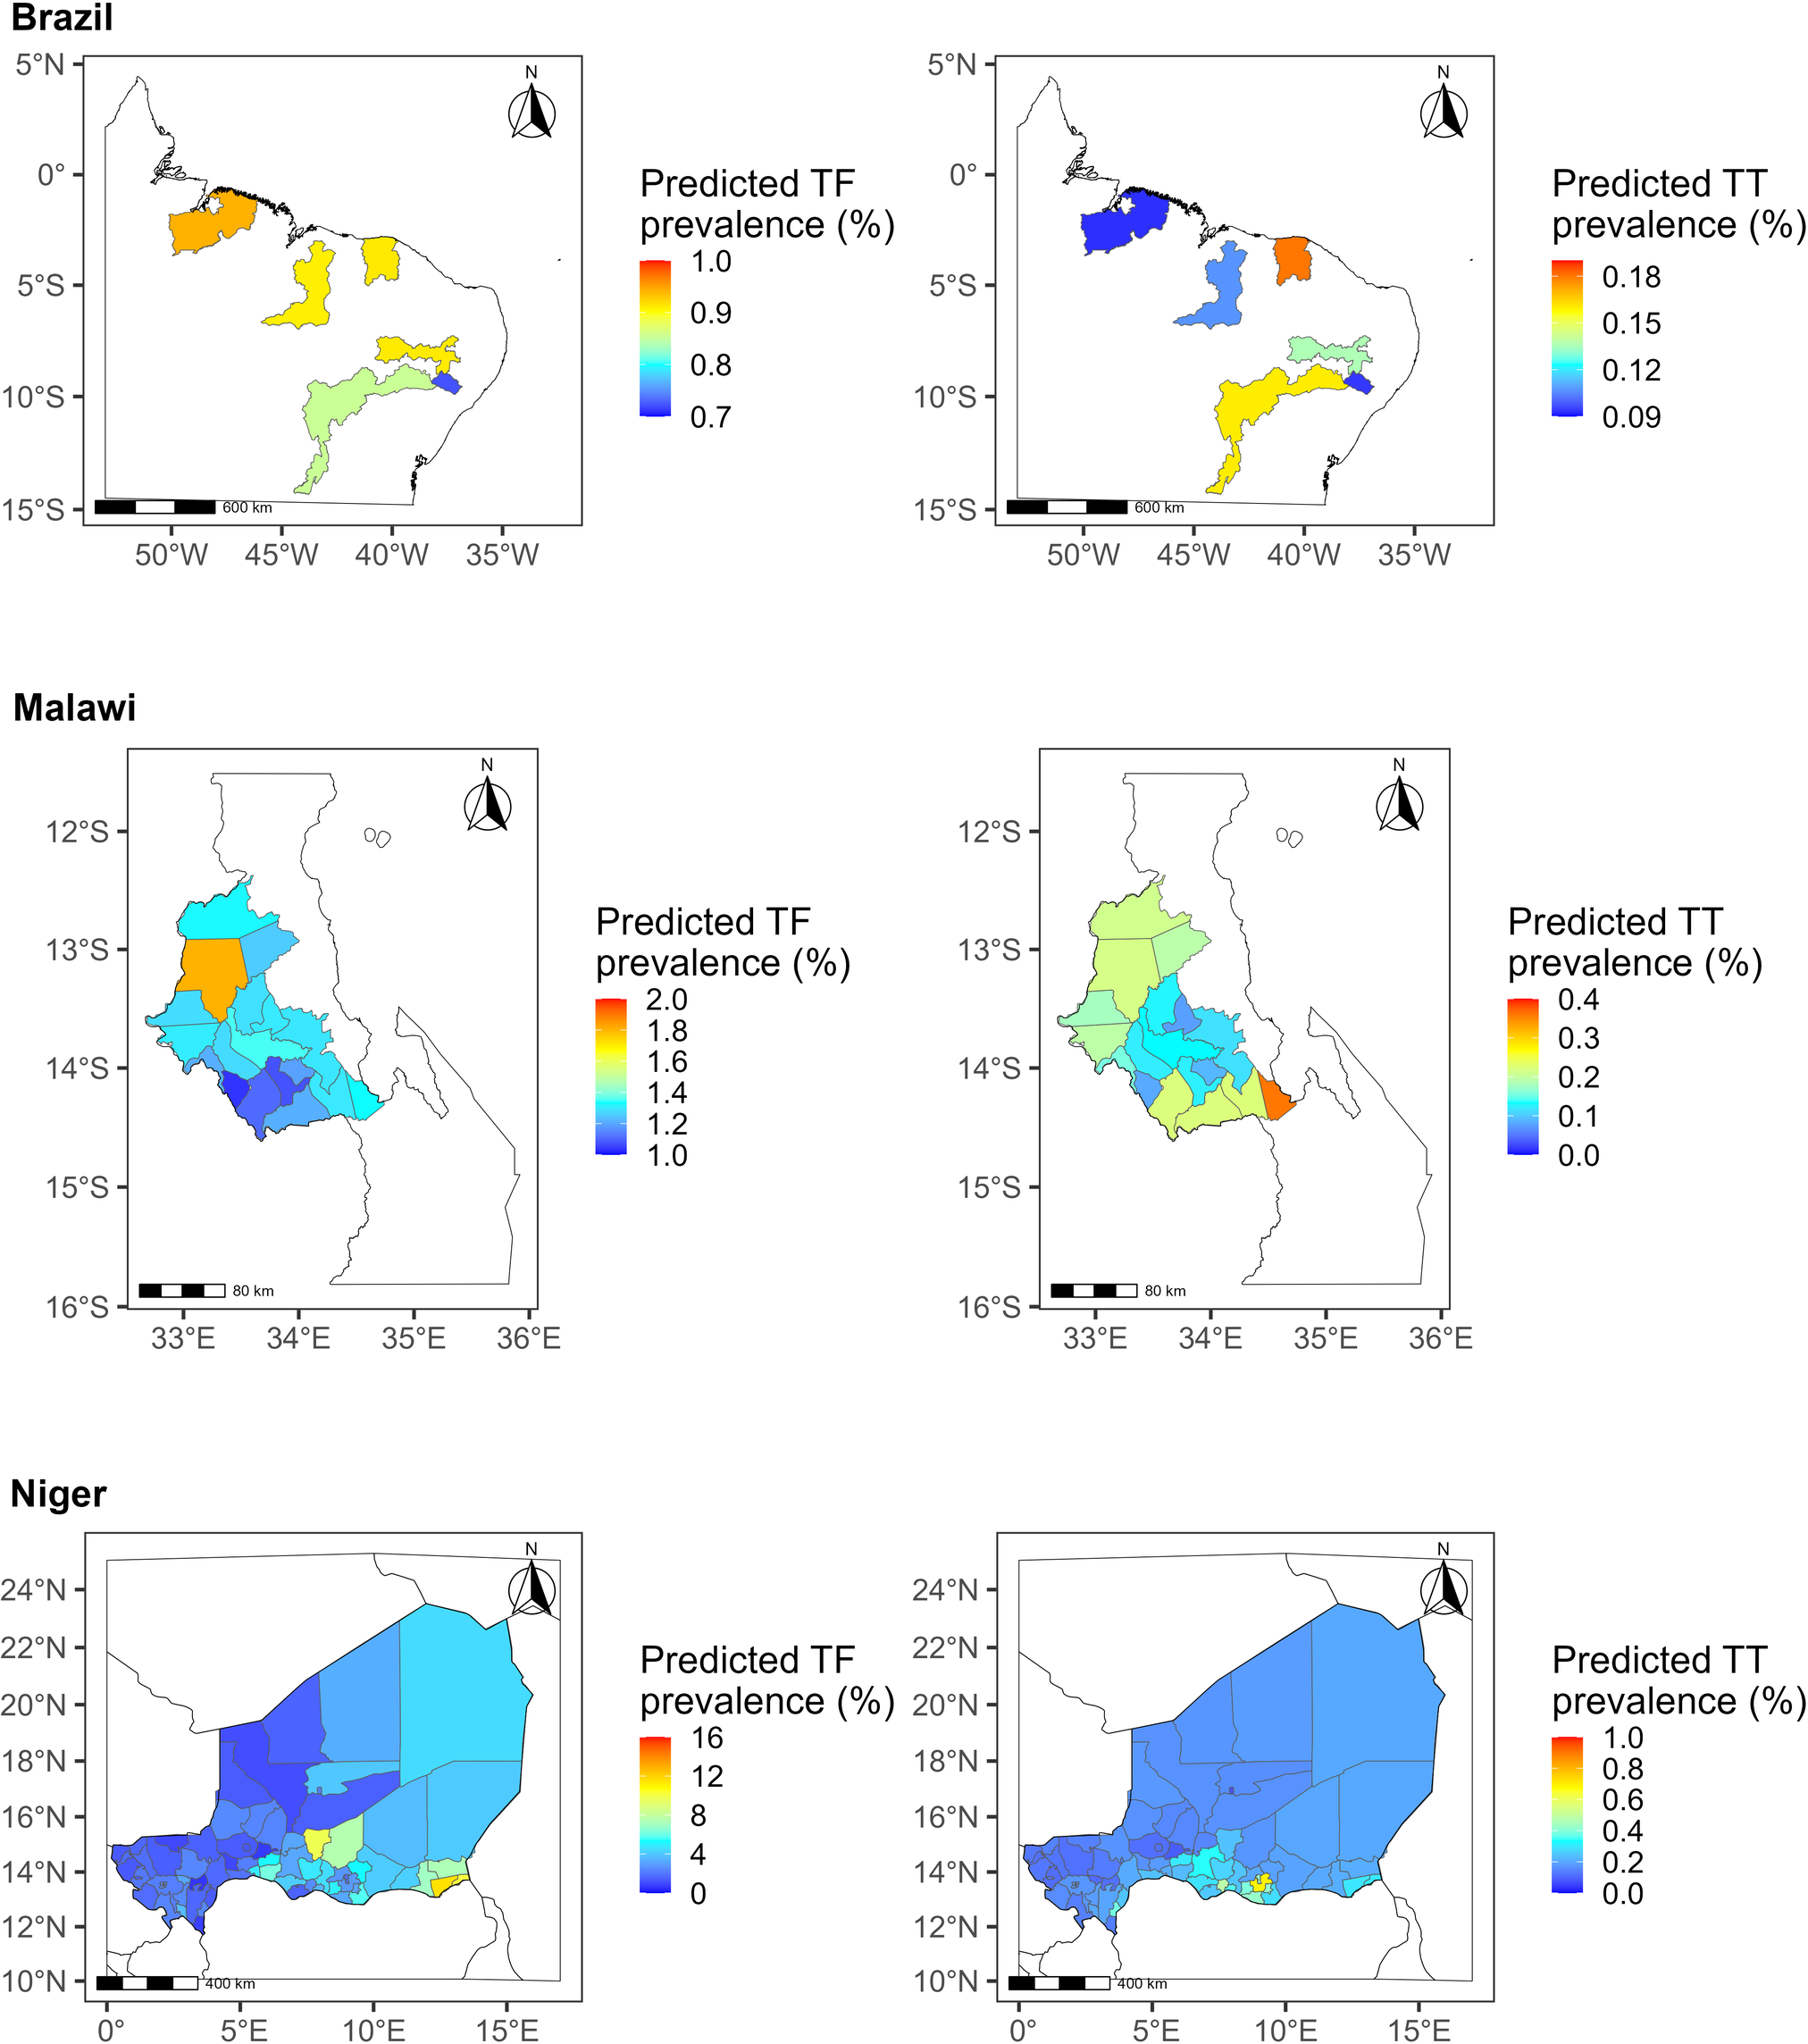 Brazil
5°N
0°
5°S
10°S
15°S
50°W 45°W 40°W 35°W
N
600 km
Predicted TF
prevalence (%)
1.0
0.9
0.8
0.7
5°N
0°
5°S
10°S
15°S
50°W 45°W 40°W 35°W
N
600 km
Predicted TT
prevalence (%)
0.18
0.15
0.12
0.09
Malawi
12°S
13°S
14°S
15°S
16°S
33°E 34°E 35°E 36°E
N
80 km
Predicted TF
prevalence (%)
2.0
1.8
1.6
1.4
1.2
1.0
12°S
13°S
14°S
15°S
16°S
33°E 34°E 35°E 36°E
N
80 km
Predicted TT
prevalence (%)
0.4
0.3
0.2
0.1
0.0
Niger
24°N
22°N
20°N
18°N
16°N
14°N
12°N
10°N
0° 5°E 10°E 15°E
N
400 km
Predicted TF
prevalence (%)
16
12
8
4
0
24°N
22°N
20°N
18°N
16°N
14°N
12°N
10°N
0° 5°E 10°E 15°E
N
400 km
Predicted TT
prevalence (%)
1.0
0.8
0.6
0.4
0.2
0.0